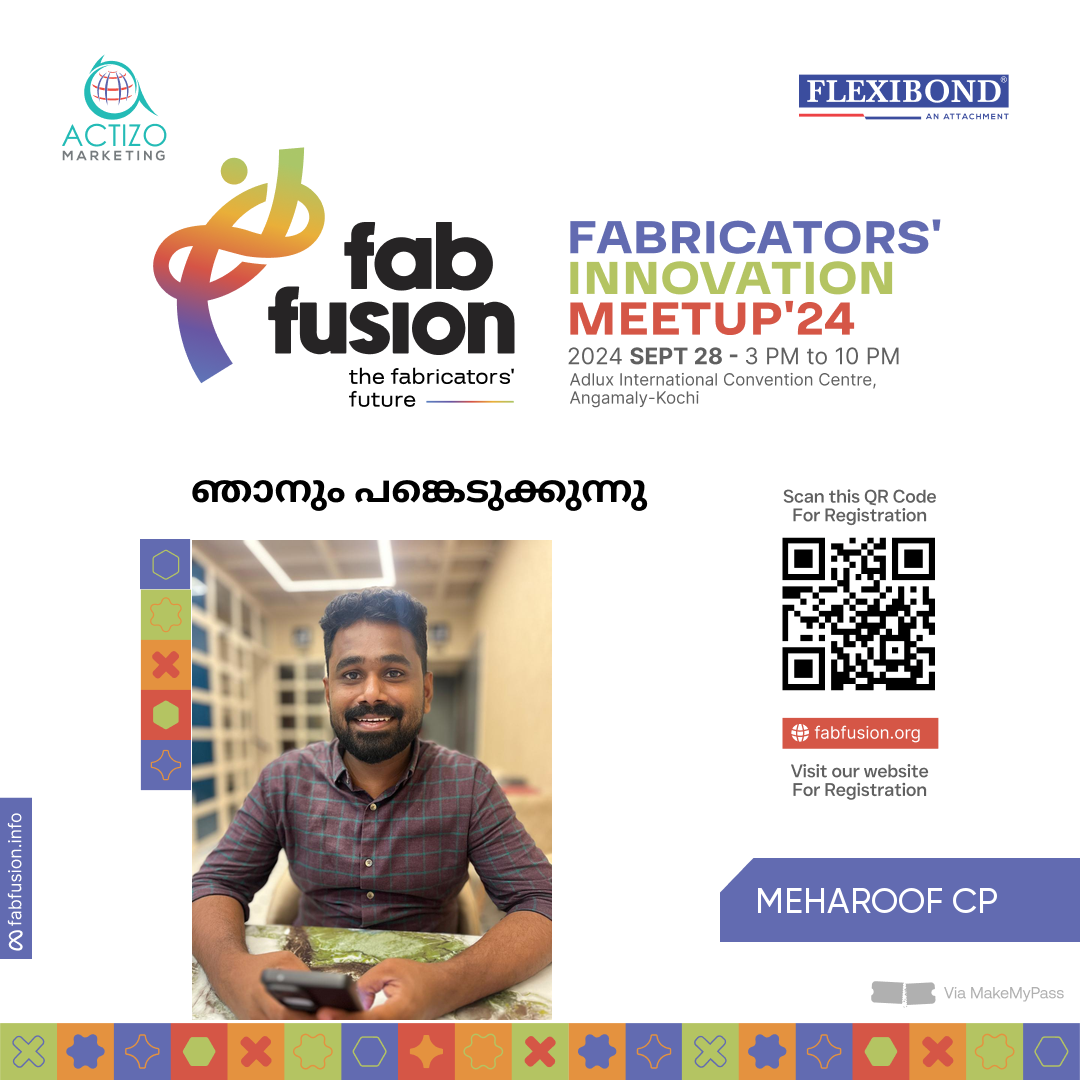 ACTIZO
MARKETING
FLEXIBOND®
AN ATTACHMENT
fab
fusion
the fabricators'
future
FABRICATORS'
INNOVATION
MEETUP'24
2024 SEPT 28 - 3 PM to 10 PM
Adlux International Convention Centre,
Angamaly-Kochi
ഞാനും പങ്കെടുക്കുന്നു
Scan this QR Code
For Registration
fabfusion.org
Visit our website
For Registration
fabfusion.info
MEHAROOF CP
Via MakeMyPass